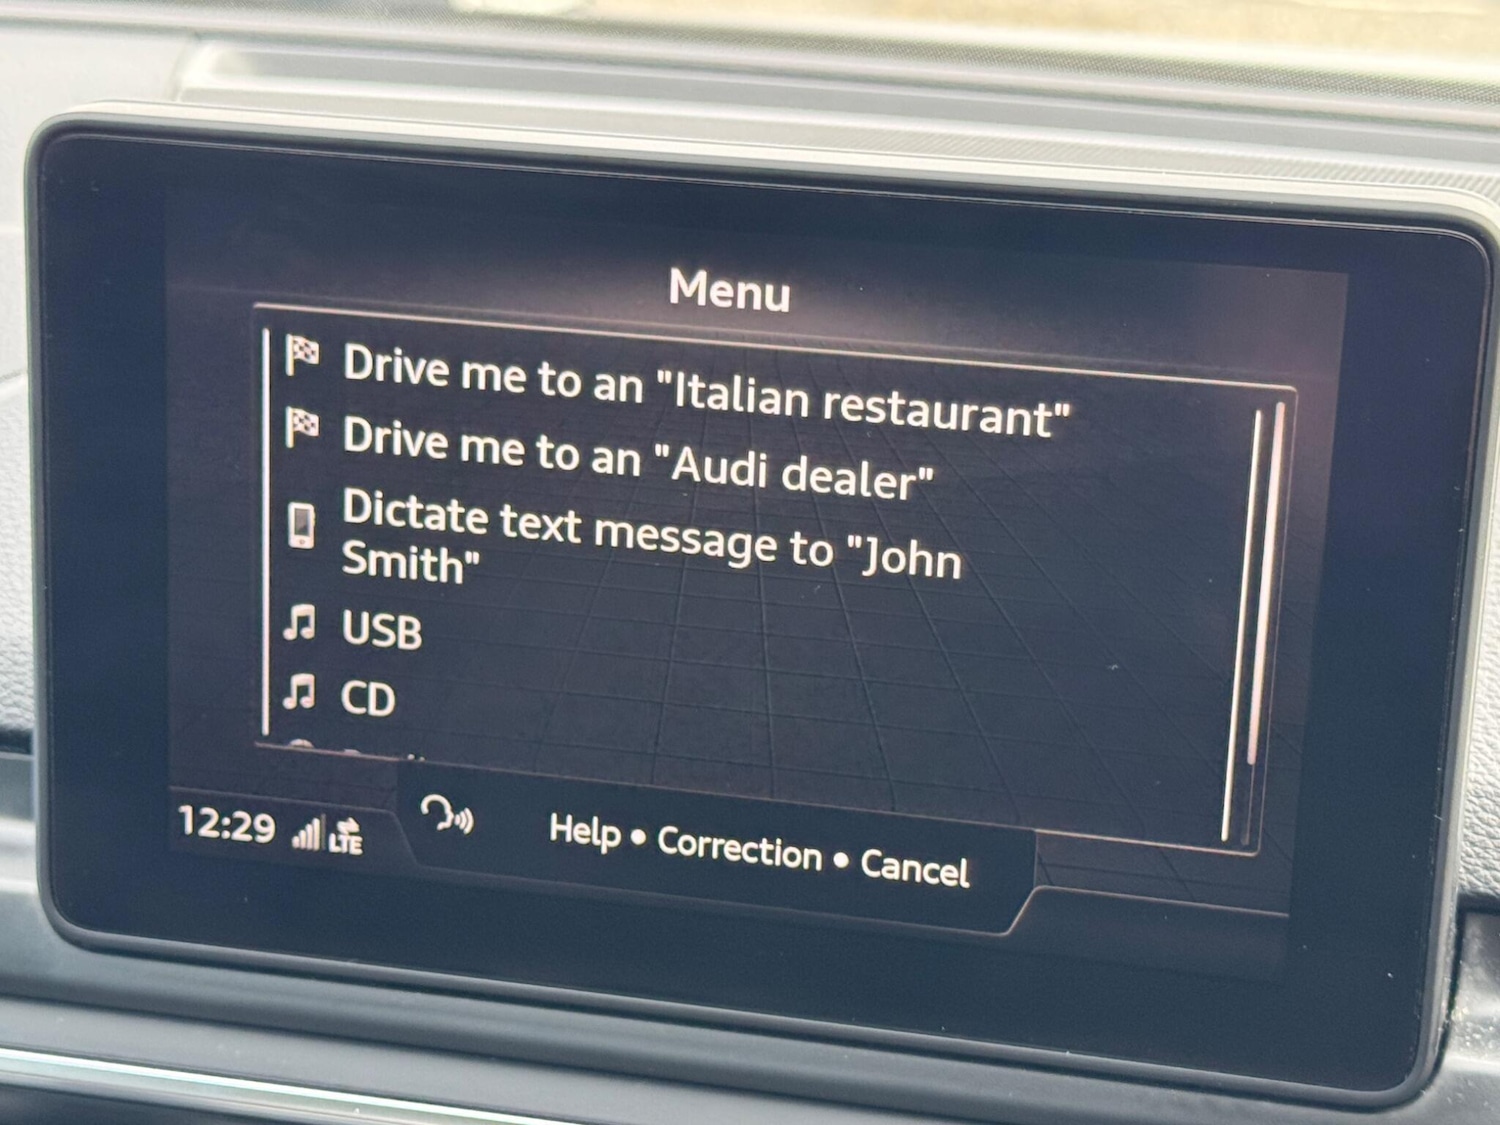 Menu
Drive me to an "Italian restaurant"
Drive me to an "Audi dealer"
Dictate text message to "John
Smith"
USB
CD
12:29 LTE
Help • Correction • Cancel